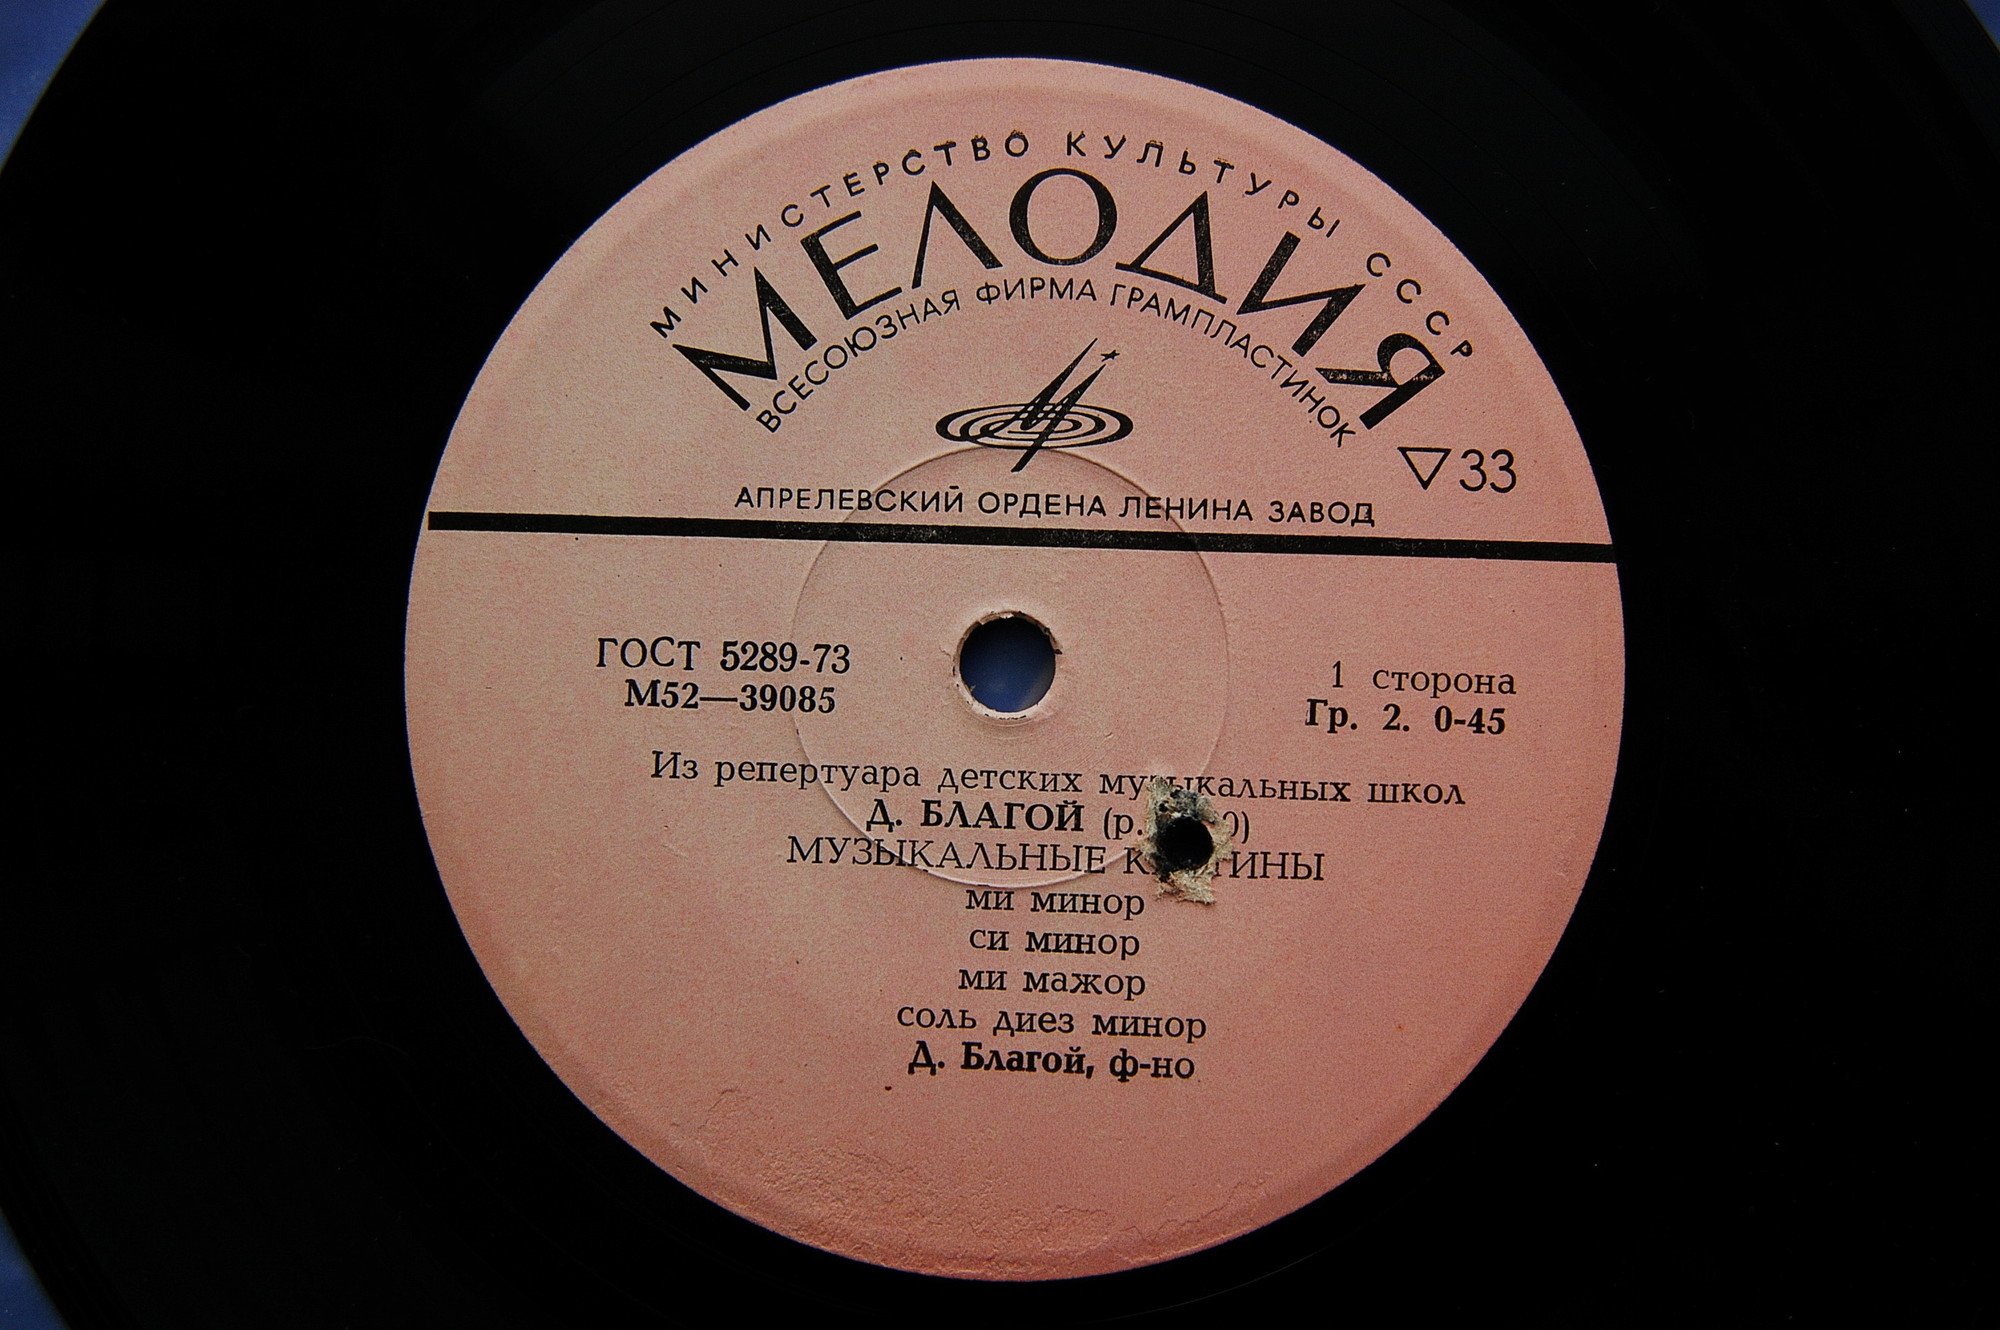 МИНИСТЕРСТВО КУЛЬТУРЫ СССР
МЕЛОДИЯ
ВСЕСОЮЗНАЯ ФИРМА ГРАМПЛАСТИНОК
33
АПРЕЛЕВСКИЙ ОРДЕНА ЛЕНИНА ЗАВОД
ГОСТ 5289-73
М52—39085
1 сторона
Гр. 2. 0-45
Из репертуара детских музыкальных школ
Д. БЛАГОЙ (р.
МУЗЫКАЛЬНЫЕ КАРТИНЫ
ми минор
си минор
ми мажор
соль диез минор
Д. Благой, ф-но